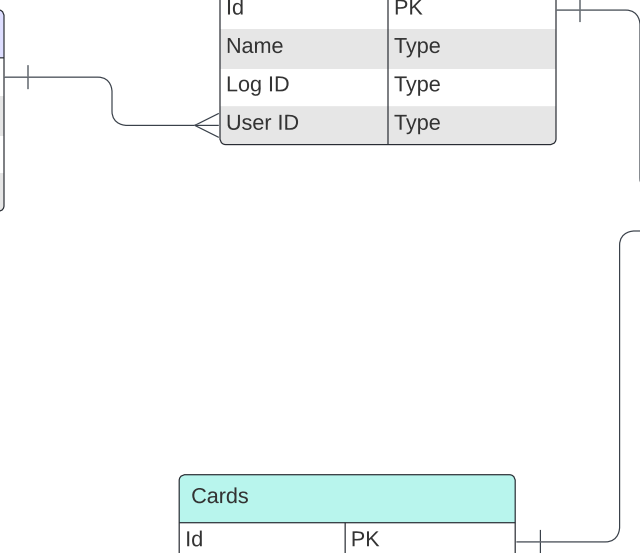 Id PK
Name Type
Log ID Type
User ID Type
Cards
Id PK